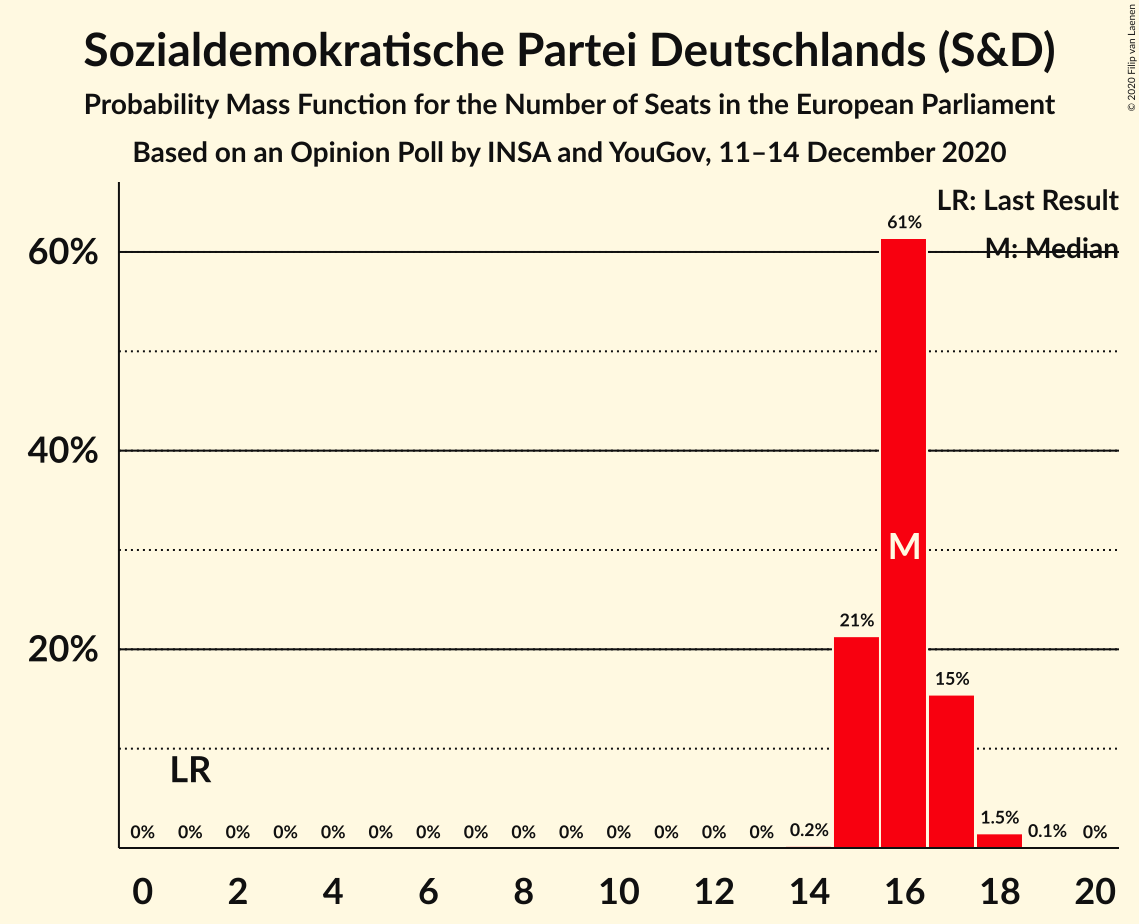 Sozialdemokratische Partei Deutschlands (S&D)
Probability Mass Function for the Number of Seats in the European Parliament
Based on an Opinion Poll by INSA and YouGov, 11–14 December 2020
© 2020 Filip van Laenen
LR: Last Result
M: Median
61%
60%
40%
M
21%
20%
15%
LR
0% 0% 0% 0% 0% 0% 0% 0% 0% 0% 0% 0% 0% 0% 0.2% 1.5% 0.1% 0%
0 2 4 6 8 10 12 14 16 18 20